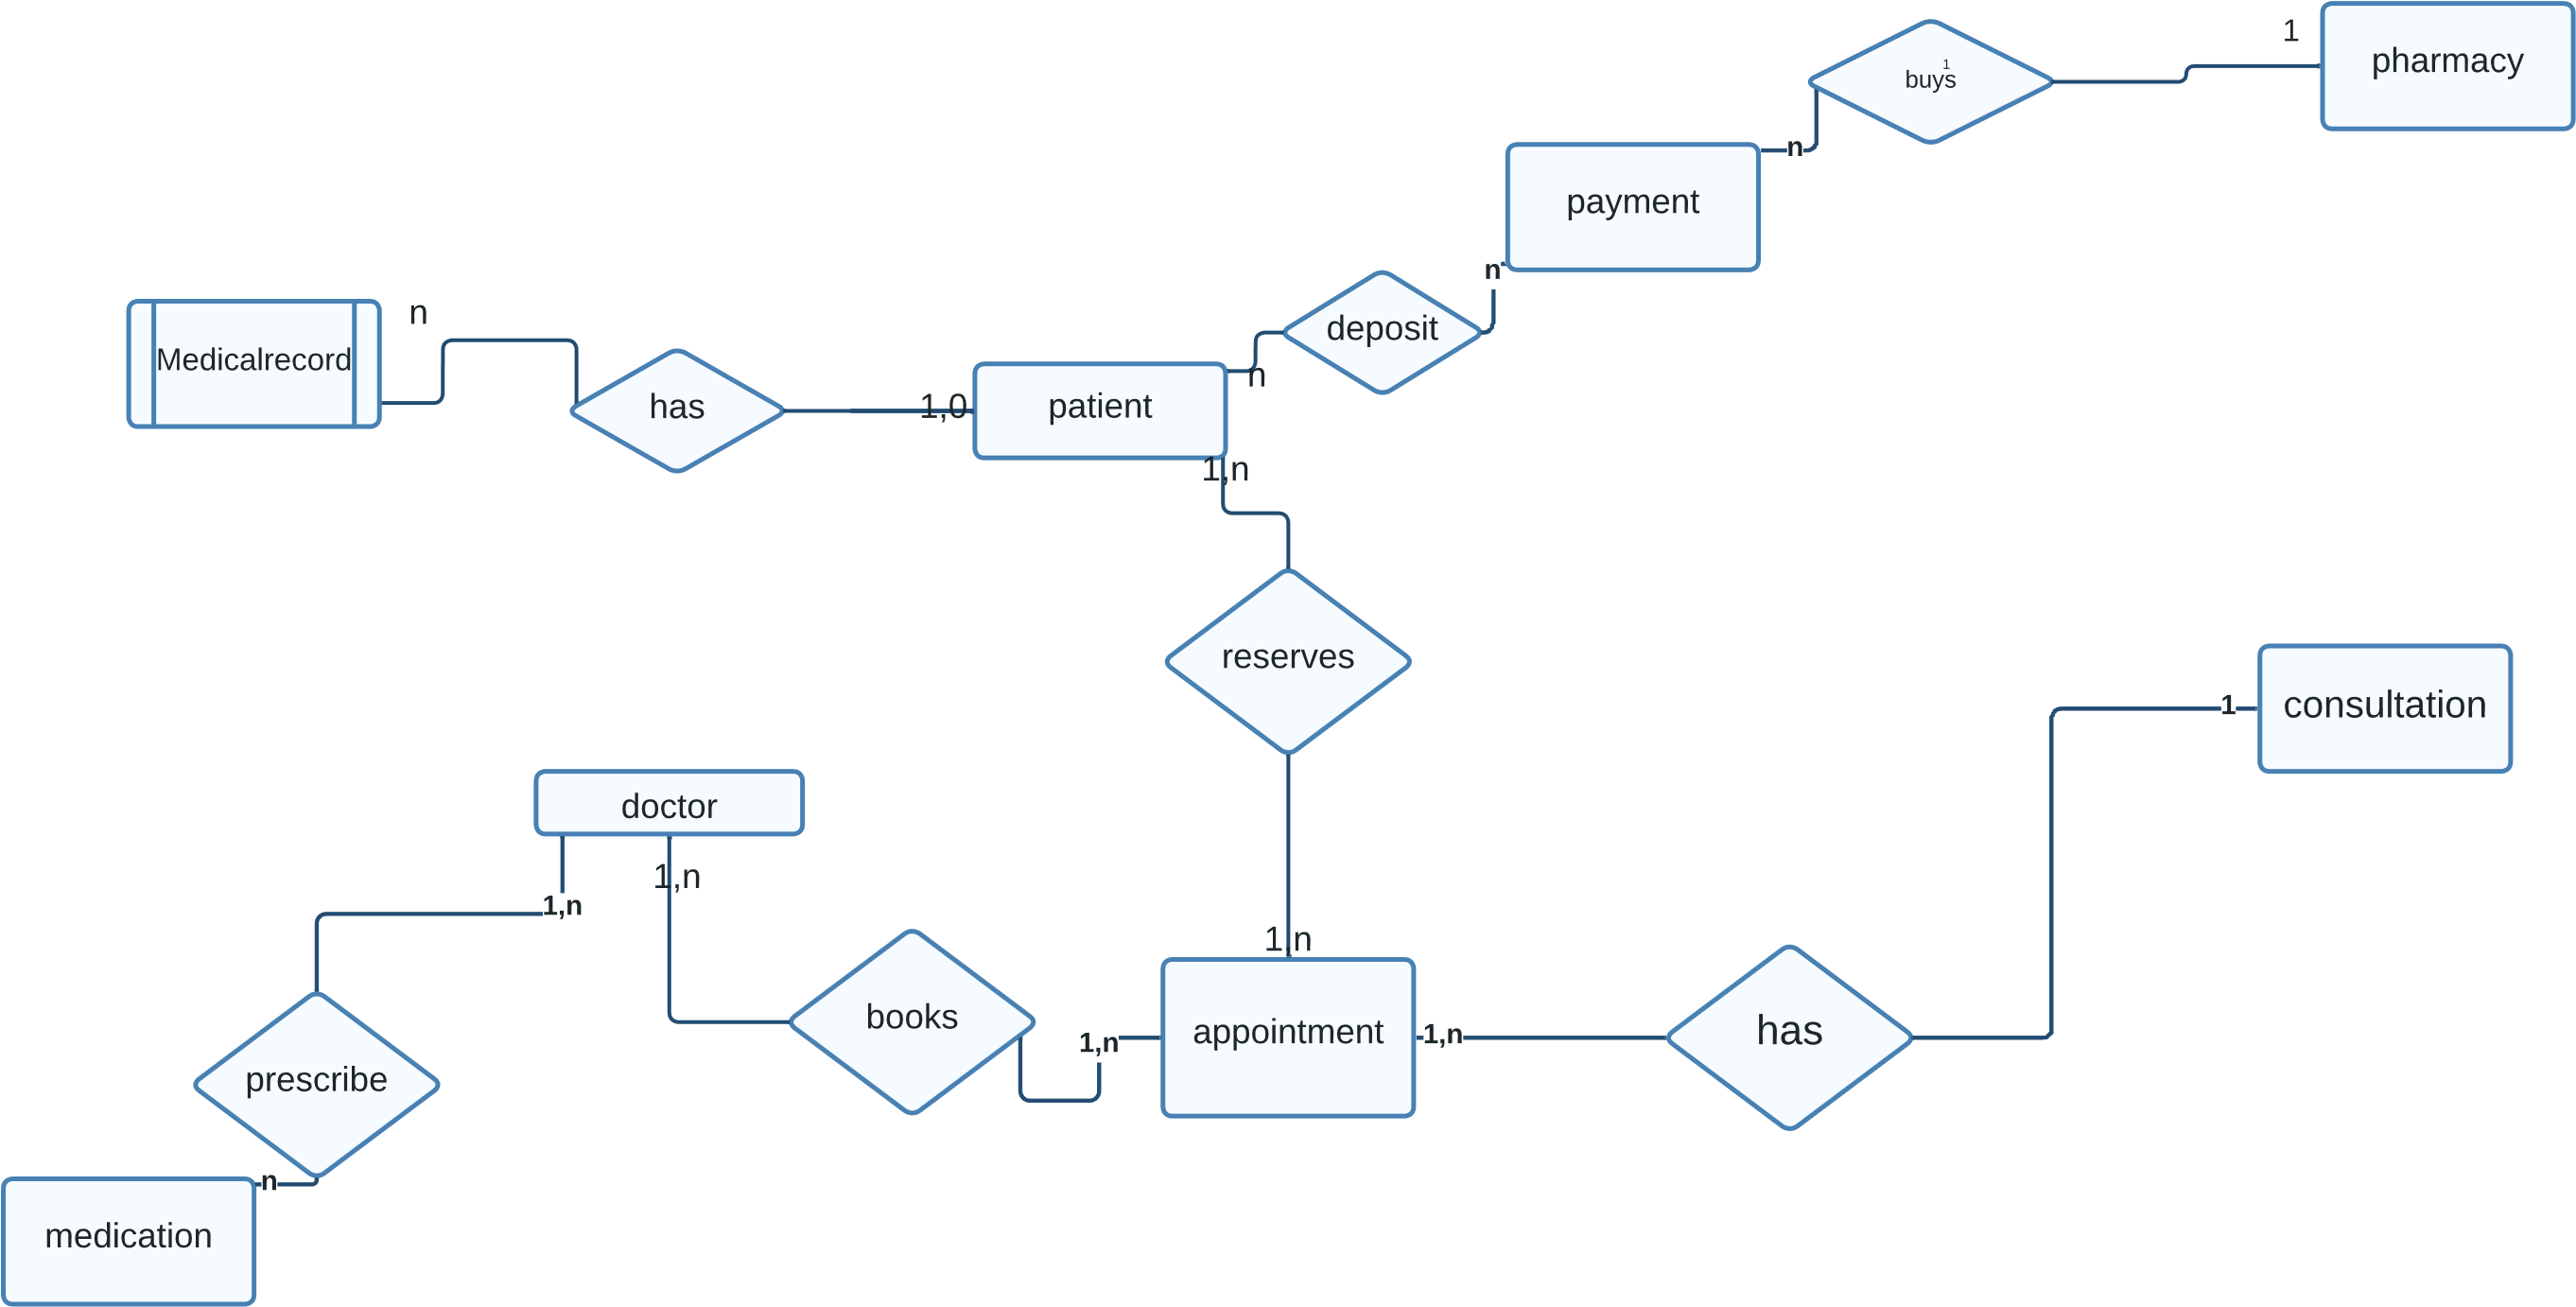 1
pharmacy
1
buys
n
payment
n
deposit
n
Medicalrecord
has
1,0
patient
n
1,n
reserves
consultation
1
doctor
1,n
1,n
1,n
books
appointment
1,n
1,n
has
prescribe
n
medication